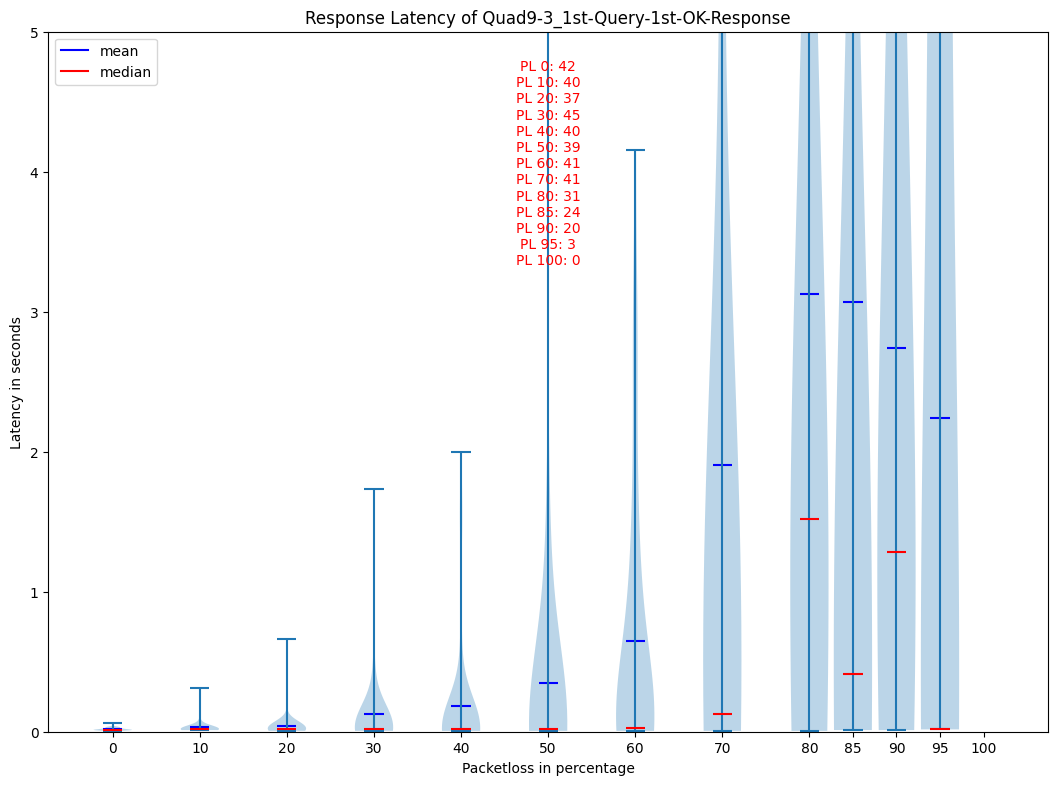 Response Latency of Quad9-3_1st-Query-1st-OK-Response
5
mean
median
PL 0: 42
PL 10: 40
PL 20: 37
PL 30: 45
PL 40: 40
PL 50: 39
PL 60: 41
PL 70: 41
PL 80: 31
PL 85: 24
PL 90: 20
PL 95: 3
PL 100: 0
4
3
2
1
0
Latency in seconds
0 10 20 30 40 50 60 70 80 85 90 95 100
Packetloss in percentage